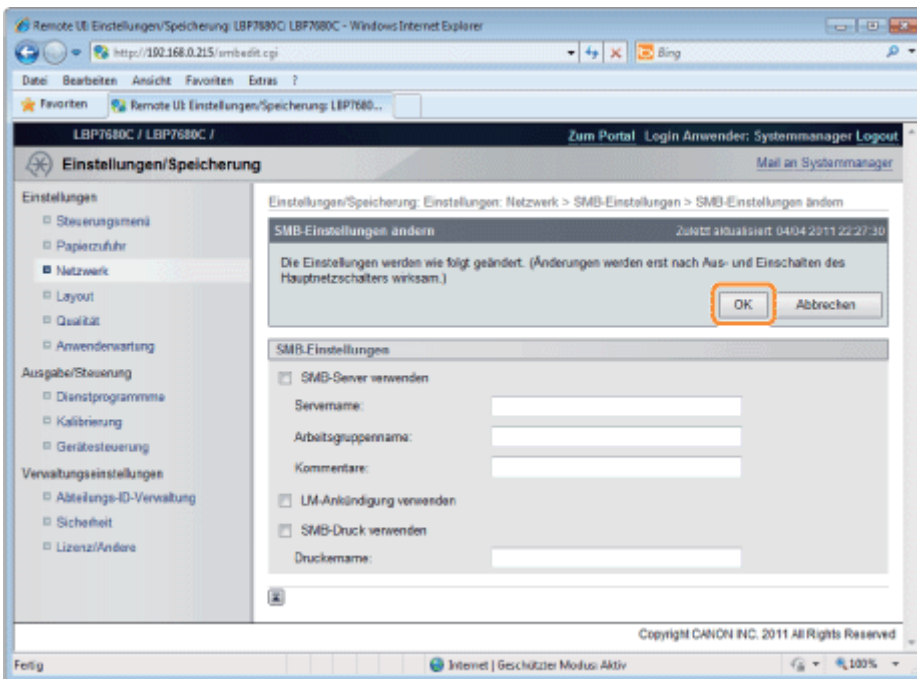 Remote UI: Einstellungen/Speicherung: LBP7680C: LBP7680C - Windows Internet Explorer
http://192.168.0.215/smbedit.cgi
Bing
Datei Bearbeiten Ansicht Favoriten Extras ?
Favoriten
Remote UI: Einstellungen/Speicherung: LBP7680...
LBP7680C / LBP7680C /
Zum Portal Login Anwender: Systemmanager Logout
Einstellungen/Speicherung
Mail an Systemmanager
Einstellungen
Steuerungsmenü
Papierzufuhr
Netzwerk
Layout
Qualität
Anwenderwartung
Ausgabe/Steuerung
Dienstprogrammme
Kalibrierung
Gerätesteuerung
Verwaltungseinstellungen
Abteilungs-ID-Verwaltung
Sicherheit
Lizenz/Andere
Einstellungen/Speicherung: Einstellungen: Netzwerk > SMB-Einstellungen > SMB-Einstellungen ändern
SMB-Einstellungen ändern
Zuletzt aktualisiert 04/04 2011 22:27:30
Die Einstellungen werden wie folgt geändert. (Änderungen werden erst nach Aus- und Einschalten des
Hauptnetzschalters wirksam.)
OK
Abbrechen
SMB-Einstellungen
SMB-Server verwenden
Servername:
Arbeitsgruppenname:
Kommentare:
LM-Ankündigung verwenden
SMB-Druck verwenden
Druckername:
Copyright CANON INC. 2011 All Rights Reserved
Fertig
Internet | Geschützter Modus: Aktiv
100%